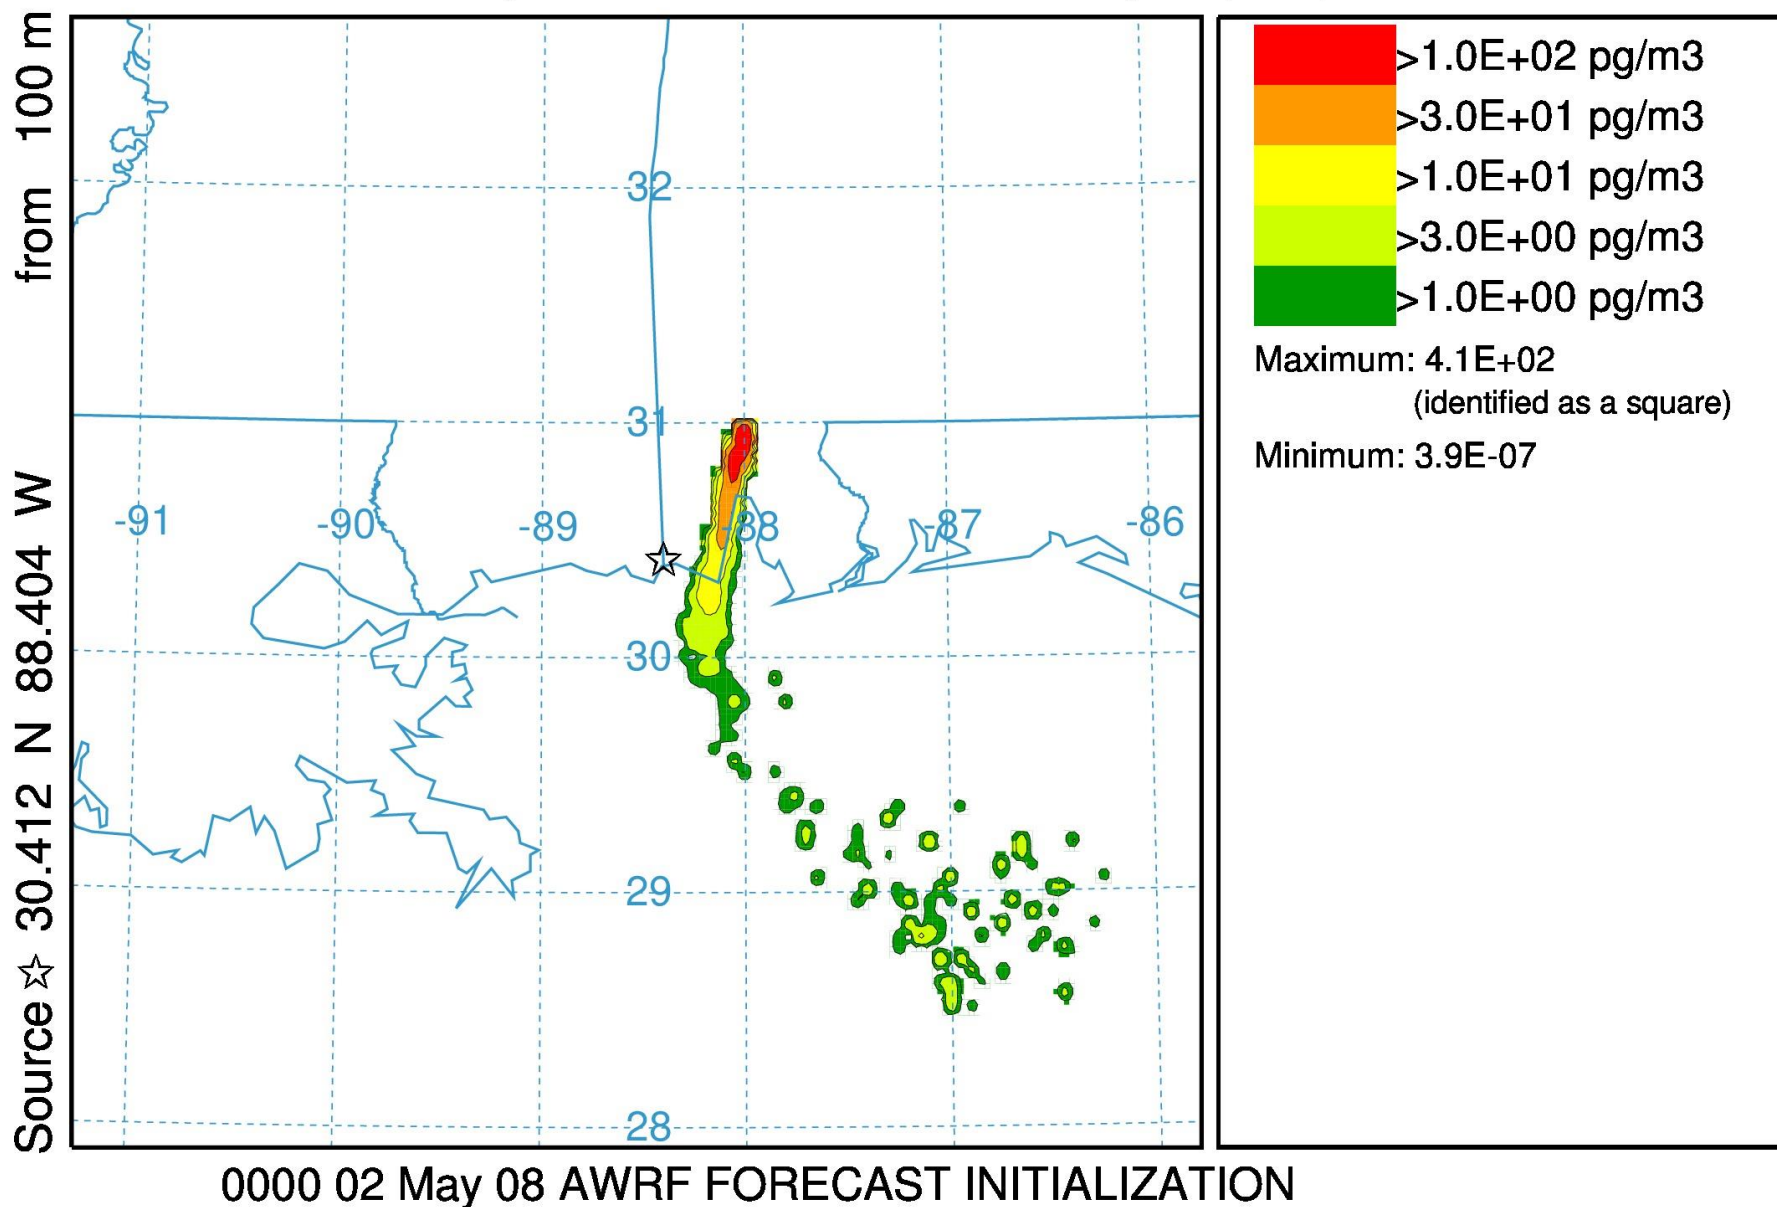 Source ☆ 30.412 N 88.404 W from 100 m
32
31
-91 -90 -89 -88 -87 -86
30
29
28
>1.0E+02 pg/m3
>3.0E+01 pg/m3
>1.0E+01 pg/m3
>3.0E+00 pg/m3
>1.0E+00 pg/m3
Maximum: 4.1E+02
(identified as a square)
Minimum: 3.9E-07
0000 02 May 08 AWRF FORECAST INITIALIZATION